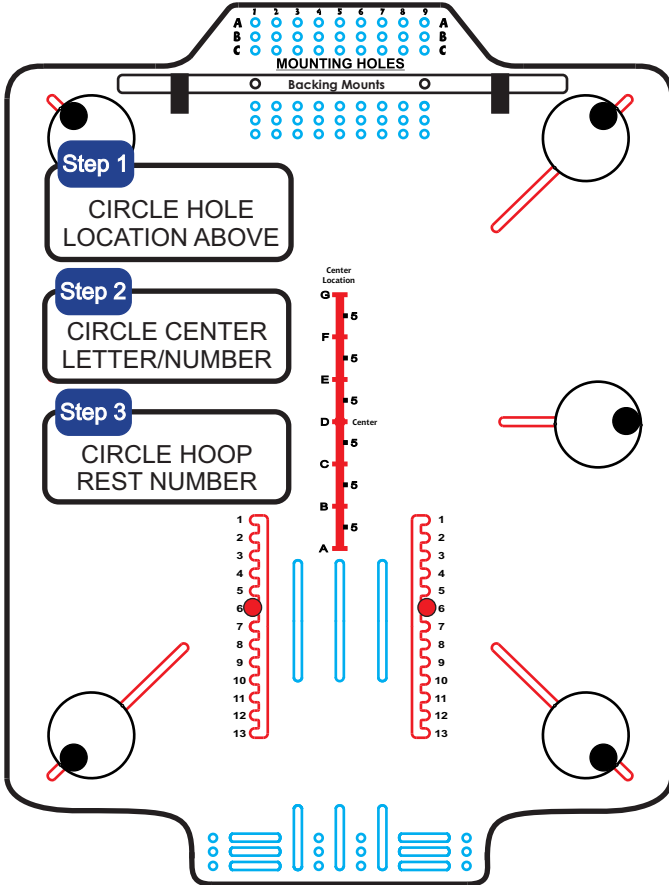 1 2 3 4 5 6 7 8 9
A A
B B
C C
MOUNTING HOLES
Backing Mounts
Step 1
CIRCLE HOLE
LOCATION ABOVE
Step 2
CIRCLE CENTER
LETTER/NUMBER
Step 3
CIRCLE HOOP
REST NUMBER
Center
Location
G
5
F
5
E
5
D Center
5
C
5
B
5
A
1 1
2 2
3 3
4 4
5 5
6 6
7 7
8 8
9 9
10 10
11 11
12 12
13 13